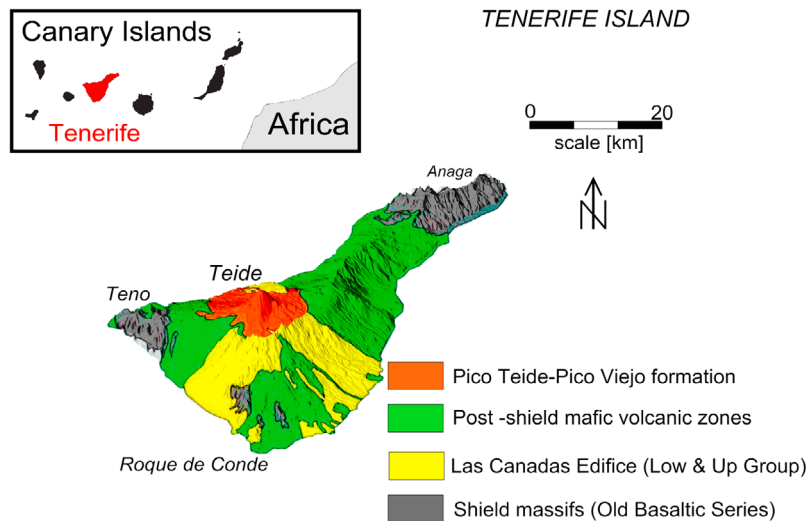 Canary Islands
Tenerife
Africa
TENERIFE ISLAND
0 20
scale [km]
N
Anaga
Teide
Teno
Roque de Conde
Pico Teide-Pico Viejo formation
Post -shield mafic volcanic zones
Las Canadas Edifice (Low & Up Group)
Shield massifs (Old Basaltic Series)